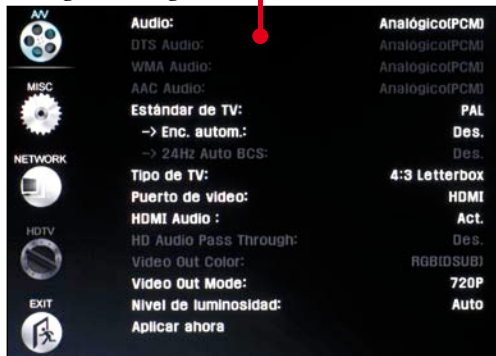 A/V
MISC
NETWORK
HDTV
EXIT
Audio: Analógico(PCM)
DTS Audio: Analógico(PCM)
WMA Audio: Analógico(PCM)
AAC Audio: Analógico(PCM)
Estándar de TV: PAL
-> Enc. autom.: Des.
-> 24Hz Auto BCS: Des.
Tipo de TV: 4:3 Letterbox
Puerto de video: HDMI
HDMI Audio : Act.
HD Audio Pass Through: Des.
Video Out Color: RGB(DSUB)
Video Out Mode: 720P
Nivel de luminosidad: Auto
Aplicar ahora